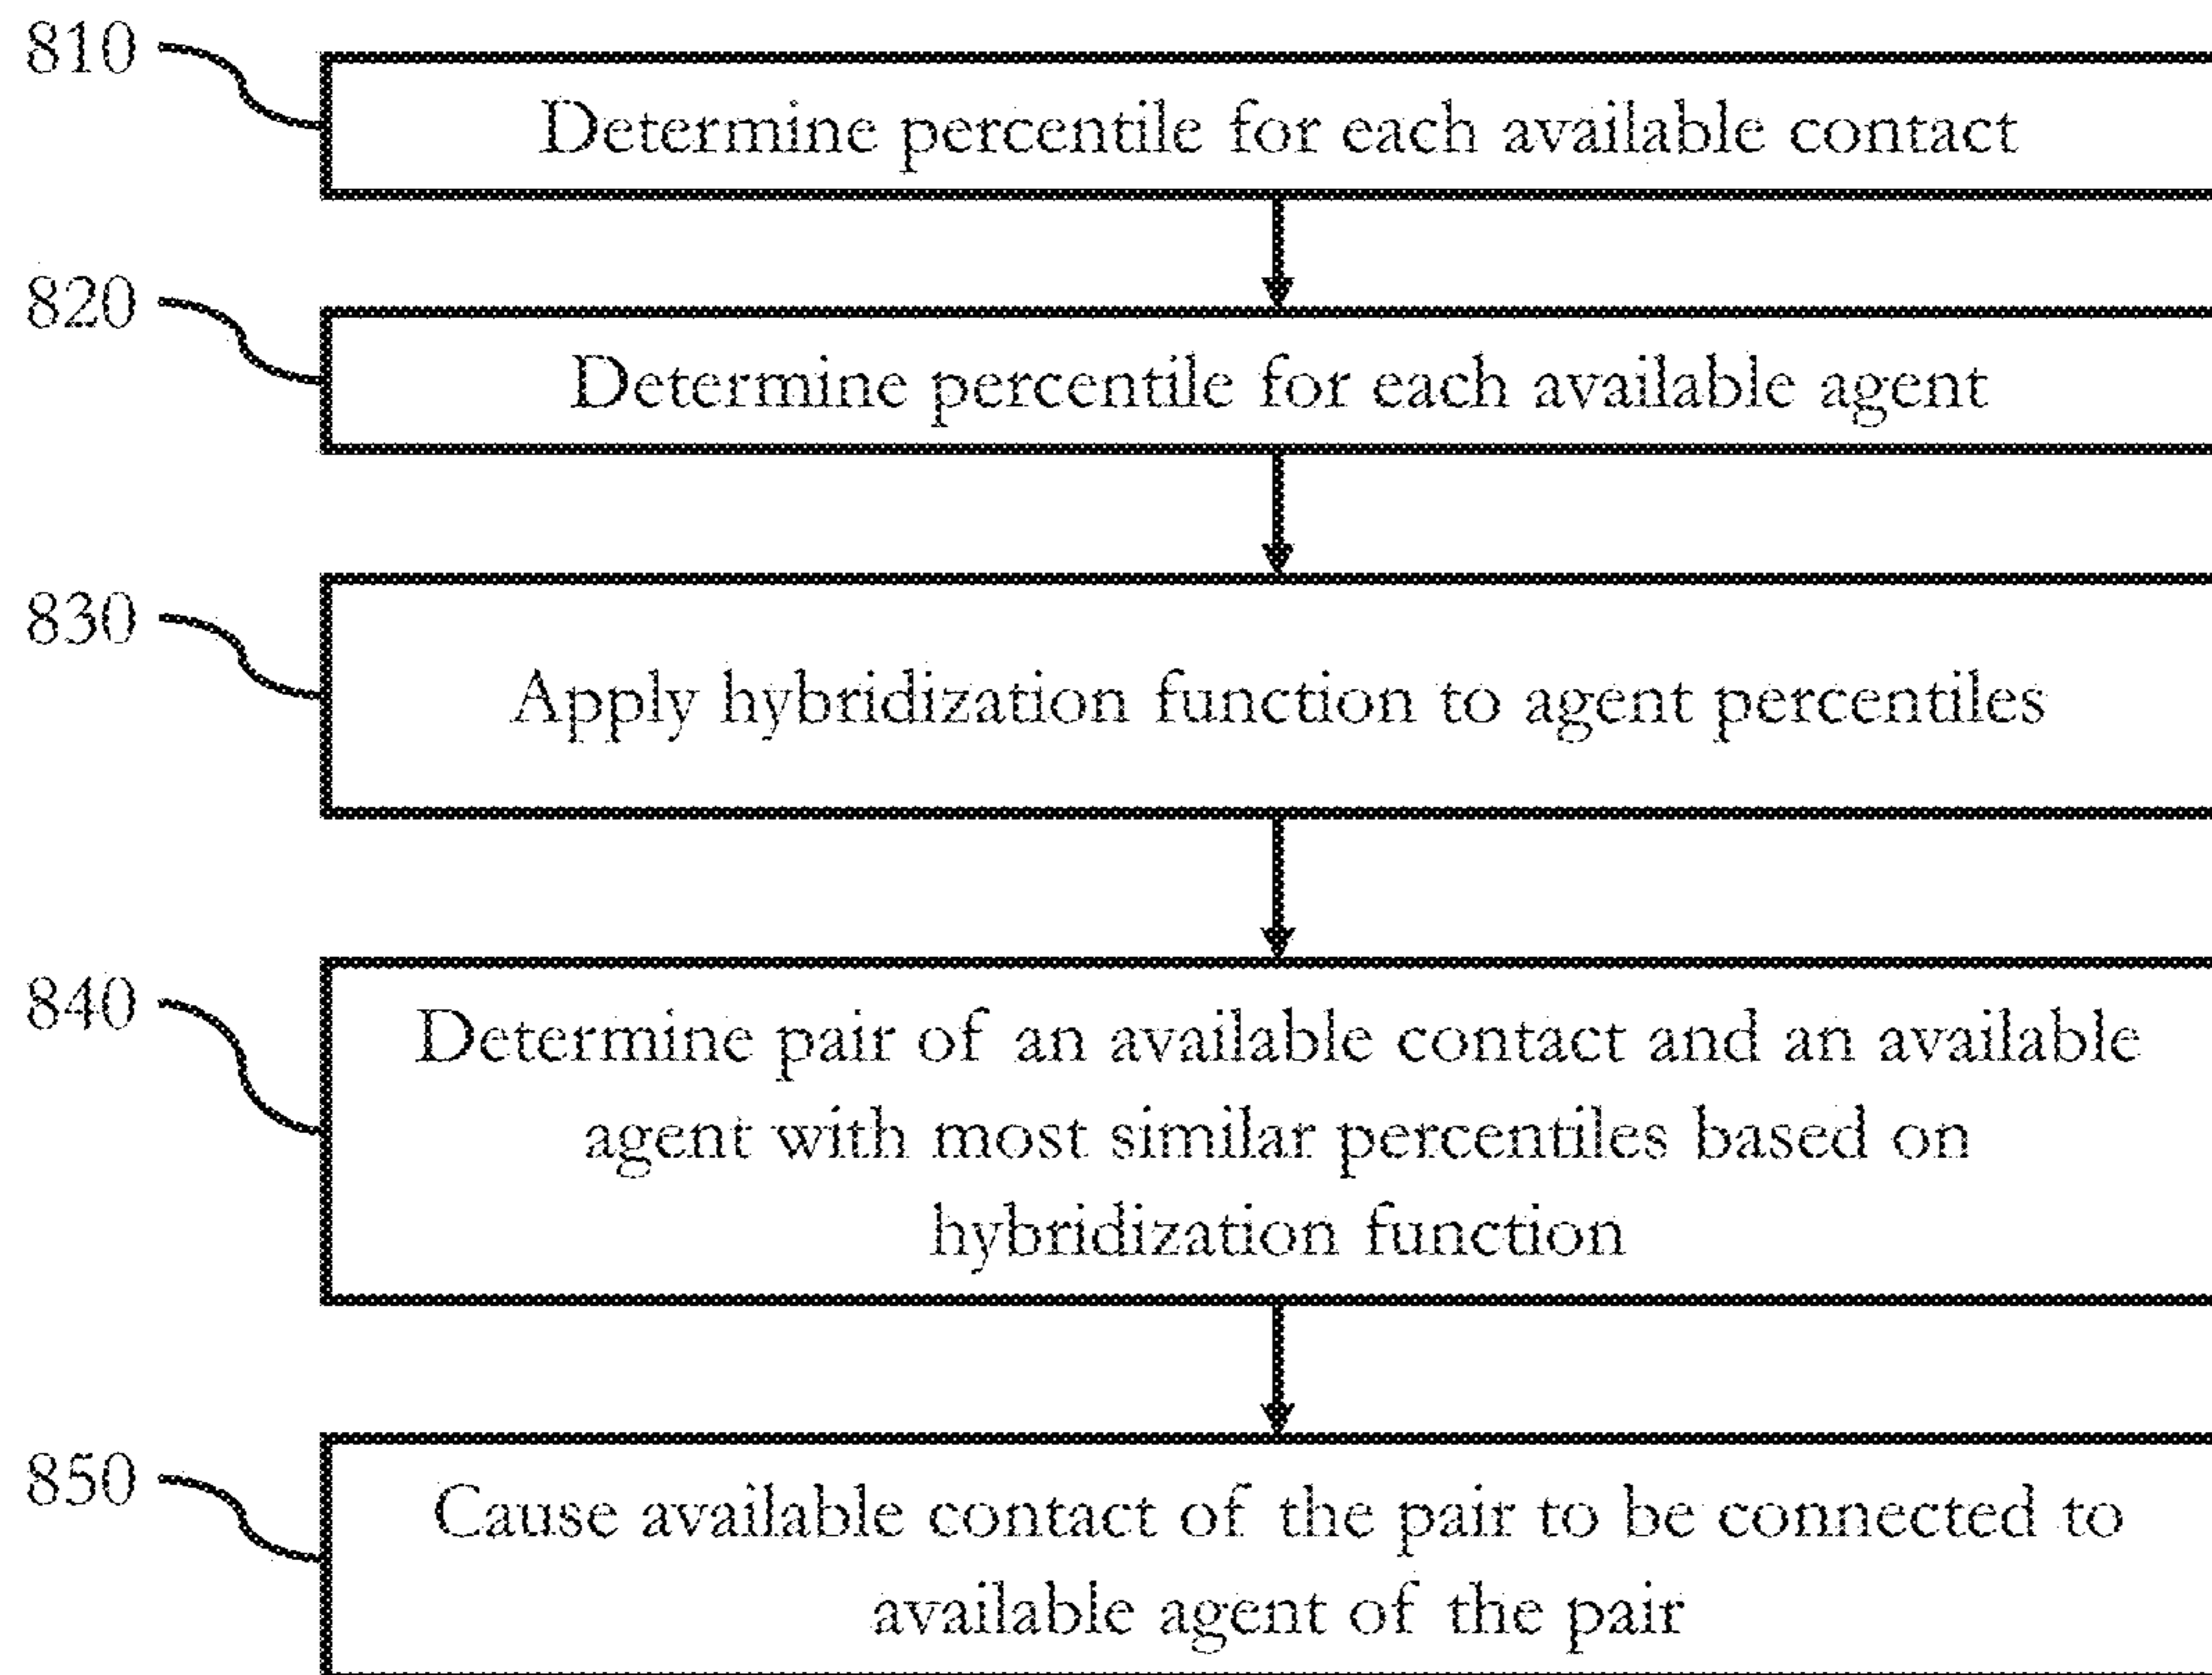 810
Determine percentile for each available contact
820
Determine percentile for each available agent
830
Apply hybridization function to agent percentiles
840
Determine pair of an available contact and an available
agent with most similar percentiles based on
hybridization function
850
Cause available contact of the pair to be connected to
available agent of the pair